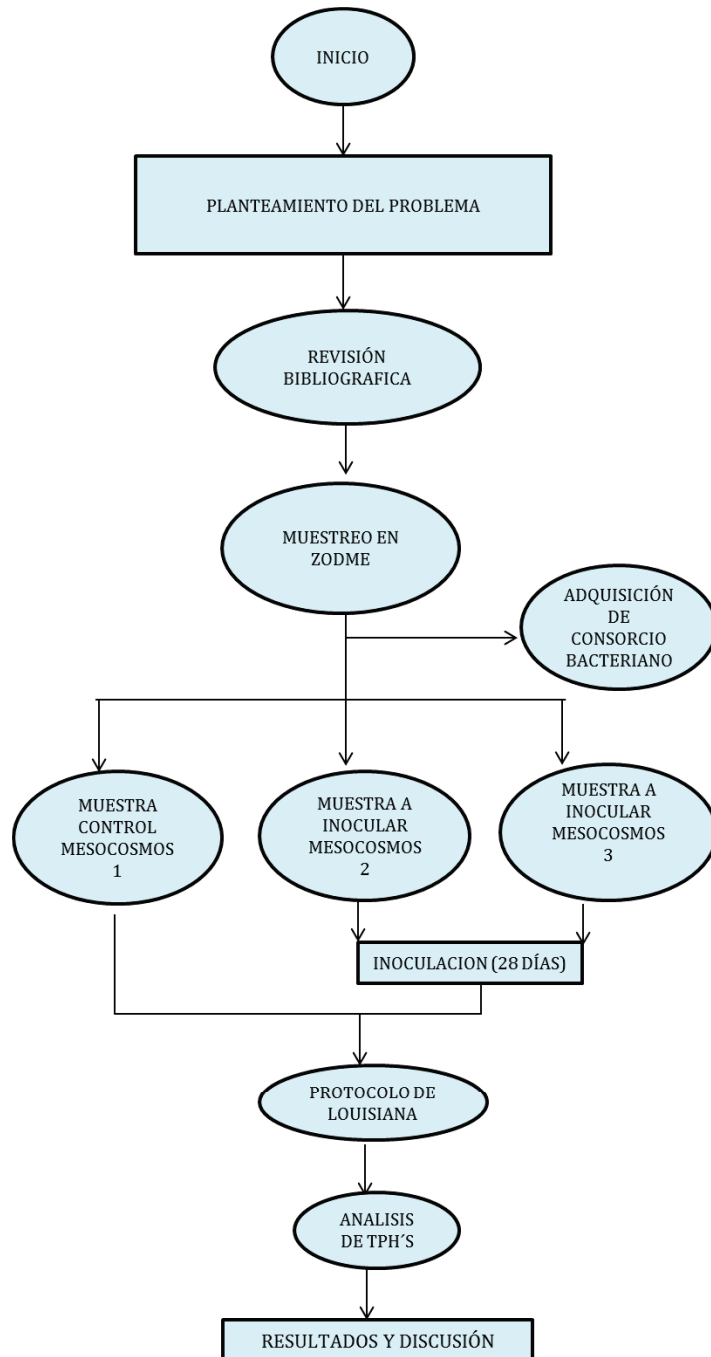 INICIO
PLANTEAMIENTO DEL PROBLEMA
REVISIÓN
BIBLIOGRAFICA
MUESTREO EN
ZODME
ADQUISICIÓN
DE
CONSORCIO
BACTERIANO
MUESTRA
CONTROL
MESOCOSMOS
1
MUESTRA A
INOCULAR
MESOCOSMOS
2
MUESTRA A
INOCULAR
MESOCOSMOS
3
INOCULACION (28 DÍAS)
PROTOCOLO DE
LOUISIANA
ANALISIS
DE TPH´S
RESULTADOS Y DISCUSIÓN